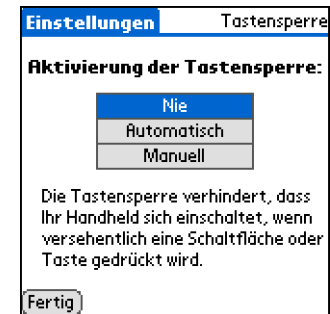 Einstellungen Tastensperre
Aktivierung der Tastensperre:
Nie
Automatisch
Manuell
Die Tastensperre verhindert, dass
Ihr Handheld sich einschaltet, wenn
versehentlich eine Schaltfläche oder
Taste gedrückt wird.
Fertig